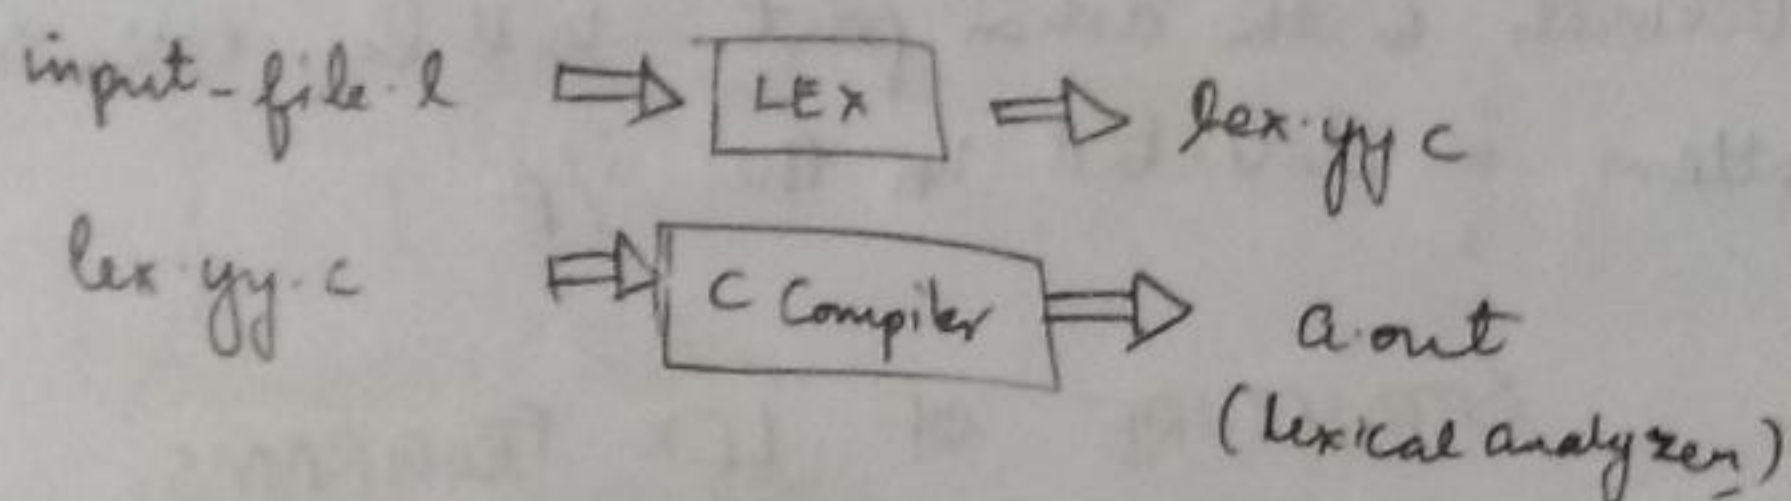 input-file.l LEX lex.yy c
lex.yy.c C Compiler a.out
(Lexical analyzer)